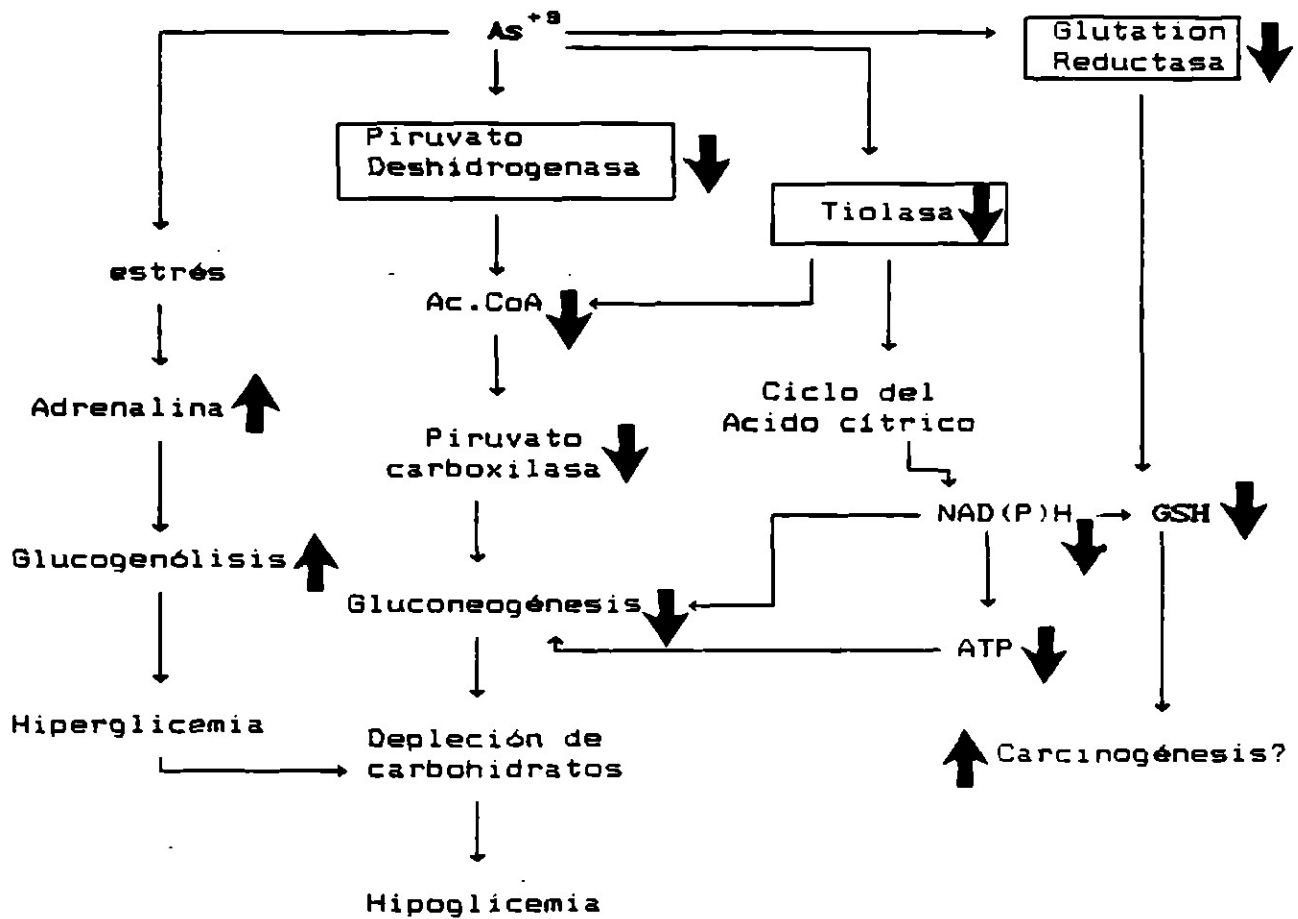 As+3
Glutation
Reductasa
Piruvato
Deshidrogenasa
Tiolasa
estrés
Ac.CoA
Adrenalina
Ciclo del
Acido cítrico
Piruvato
carboxilasa
NAD(P)H
GSH
Glucogenólisis
Gluconeogénesis
ATP
Hiperglicemia
Depleción de
carbohidratos
Carcinogénesis?
Hipoglicemia